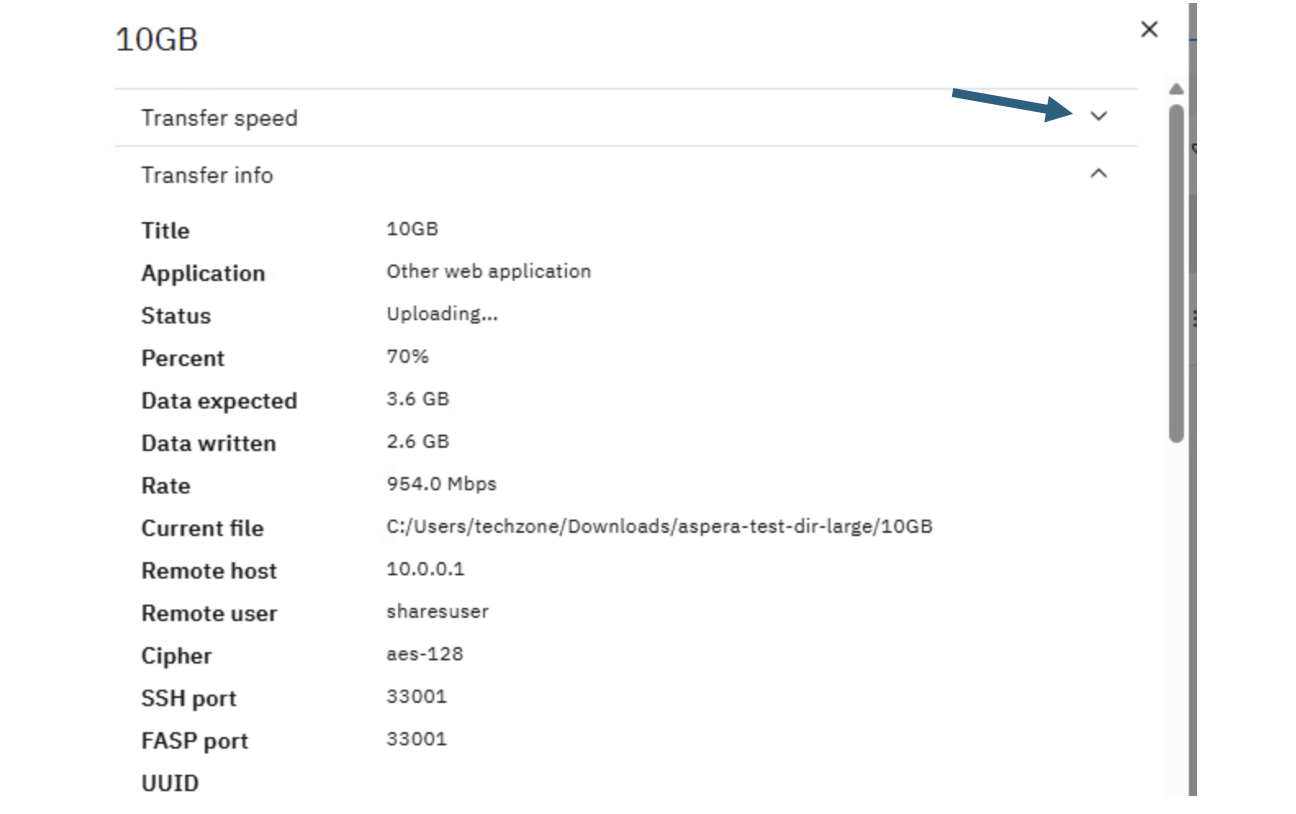 10GB
Transfer speed
Transfer info
Title 10GB
Application Other web application
Status Uploading...
Percent 70%
Data expected 3.6 GB
Data written 2.6 GB
Rate 954.0 Mbps
Current file C:/Users/techzone/Downloads/aspera-test-dir-large/10GB
Remote host 10.0.0.1
Remote user sharesuser
Cipher aes-128
SSH port 33001
FASP port 33001
UUID